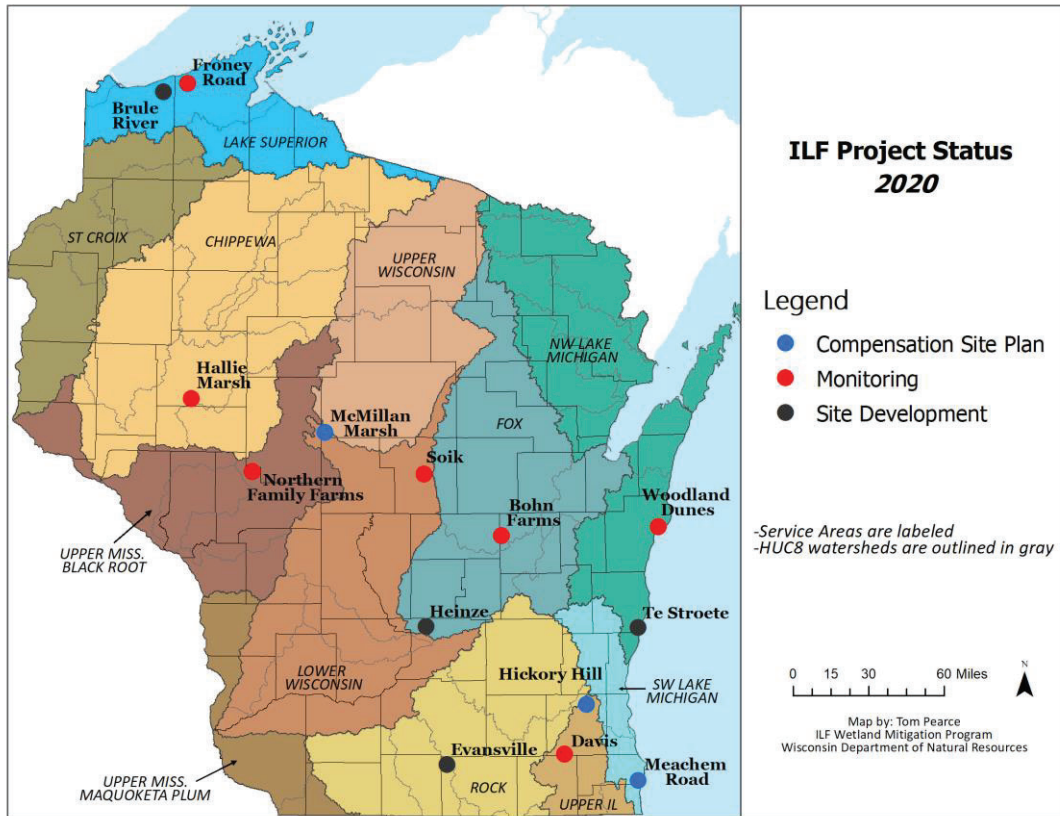 Froney
Road
Brule
River
LAKE SUPERIOR
ST CROIX
CHIPPEWA
UPPER
WISCONSIN
NW LAKE
MICHIGAN
Hallie
Marsh
McMillan
Marsh
FOX
Soik
Northern
Family Farms
Bohn
Farms
Woodland
Dunes
UPPER MISS.
BLACK ROOT
Heinze
Te Stroete
LOWER
WISCONSIN
Hickory Hill
SW LAKE
MICHIGAN
Evansville
Davis
Meachem
Road
ROCK
UPPER IL
UPPER MISS.
MAQUOKETA PLUM
ILF Project Status
2020
Legend
Compensation Site Plan
Monitoring
Site Development
-Service Areas are labeled
-HUC8 watersheds are outlined in gray
0 15 30 60 Miles
N
Map by: Tom Pearce
ILF Wetland Mitigation Program
Wisconsin Department of Natural Resources